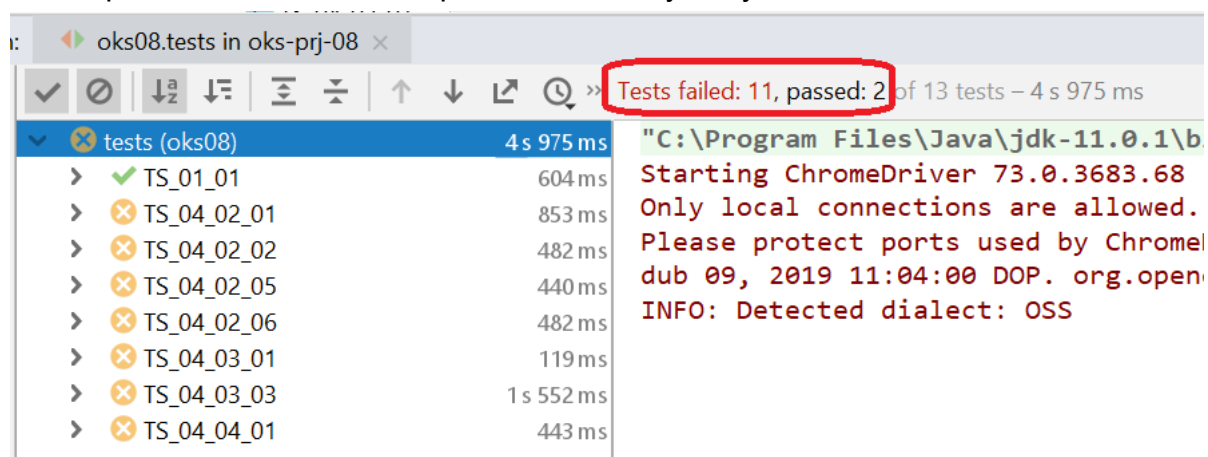 oks08.tests in oks-prj-08
Tests failed: 11, passed: 2 of 13 tests – 4 s 975 ms
tests (oks08) 4 s 975 ms
TS_01_01 604 ms
TS_04_02_01 853 ms
TS_04_02_02 482 ms
TS_04_02_05 440 ms
TS_04_02_06 482 ms
TS_04_03_01 119 ms
TS_04_03_03 1 s 552 ms
TS_04_04_01 443 ms
"C:\Program Files\Java\jdk-11.0.1\b
Starting ChromeDriver 73.0.3683.68
Only local connections are allowed.
Please protect ports used by Chrome
dub 09, 2019 11:04:00 DOP. org.open
INFO: Detected dialect: OSS